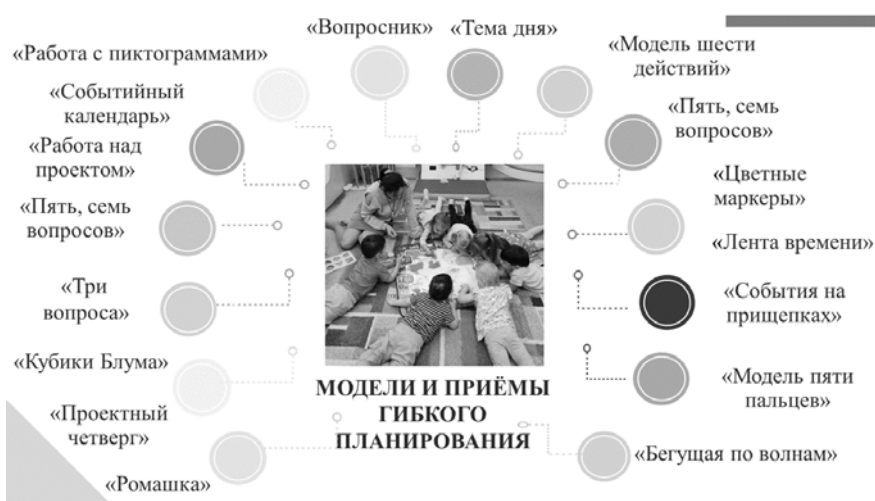 «Вопросник»
«Тема дня»
«Работа с пиктограммами»
«Модель шести
действий»
«Событийный
календарь»
«Пять, семь
вопросов»
«Работа над
проектом»
«Цветные
маркеры»
«Пять, семь
вопросов»
«Лента времени»
«Три
вопроса»
«События на
прищепках»
«Кубики Блума»
«Модель пяти
пальцев»
МОДЕЛИ И ПРИЁМЫ
ГИБКОГО
ПЛАНИРОВАНИЯ
«Проектный
четверг»
«Бегущая по волнам»
«Ромашка»